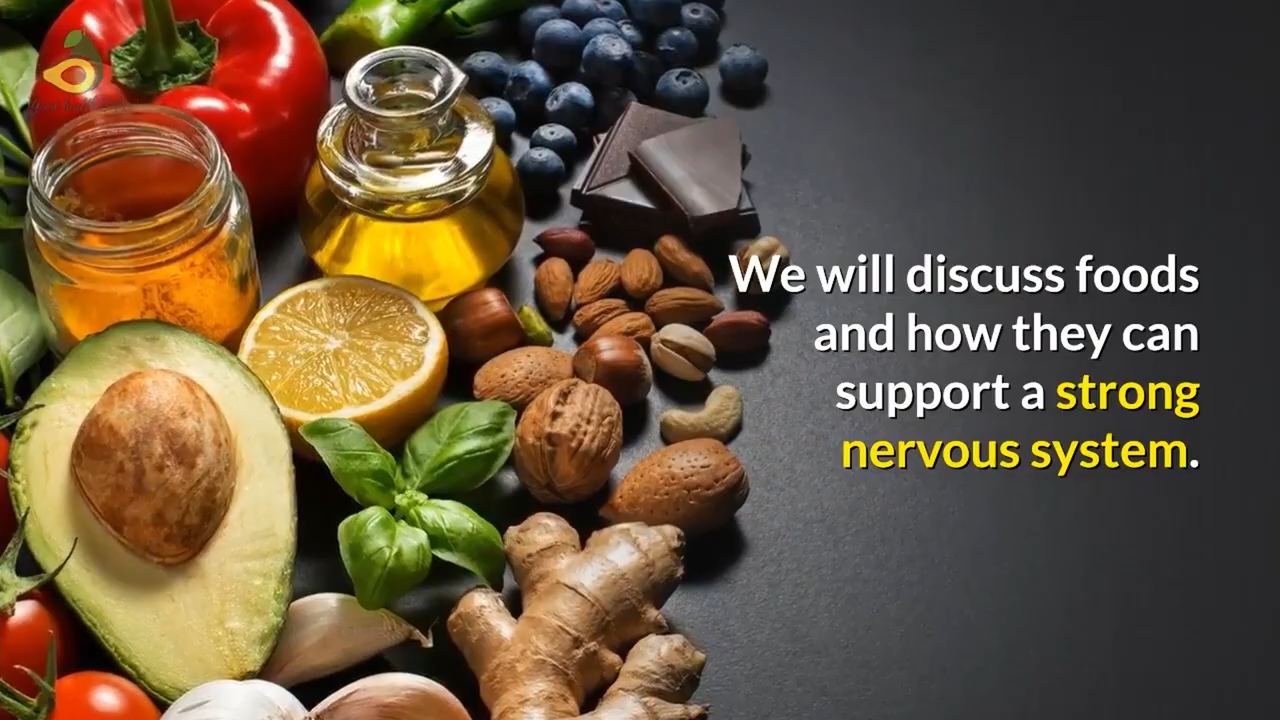 We will discuss foods
and how they can
support a strong
nervous system.